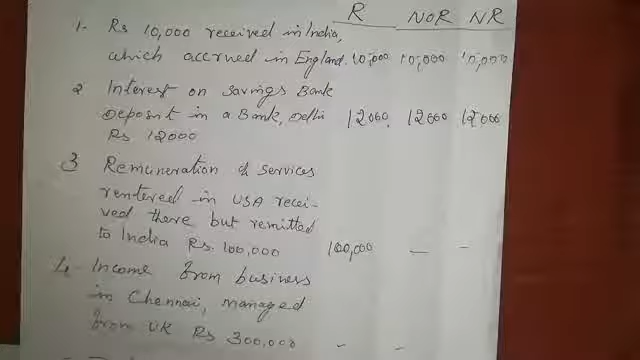 R NOR NR
1. Rs 10,000 received in India,
which accrued in England. 10,000 10,000 10,000
2 Interest on savings Bank
Deposit in a Bank, Delhi 12000. 12000 12000
Rs 12000
3 Remuneration of services
rentered in USA recei-
ved there but remitted
to India Rs. 100,000 100,000 — –
4. Income from business
in Chennai, managed
from UK Rs 300,000 – –